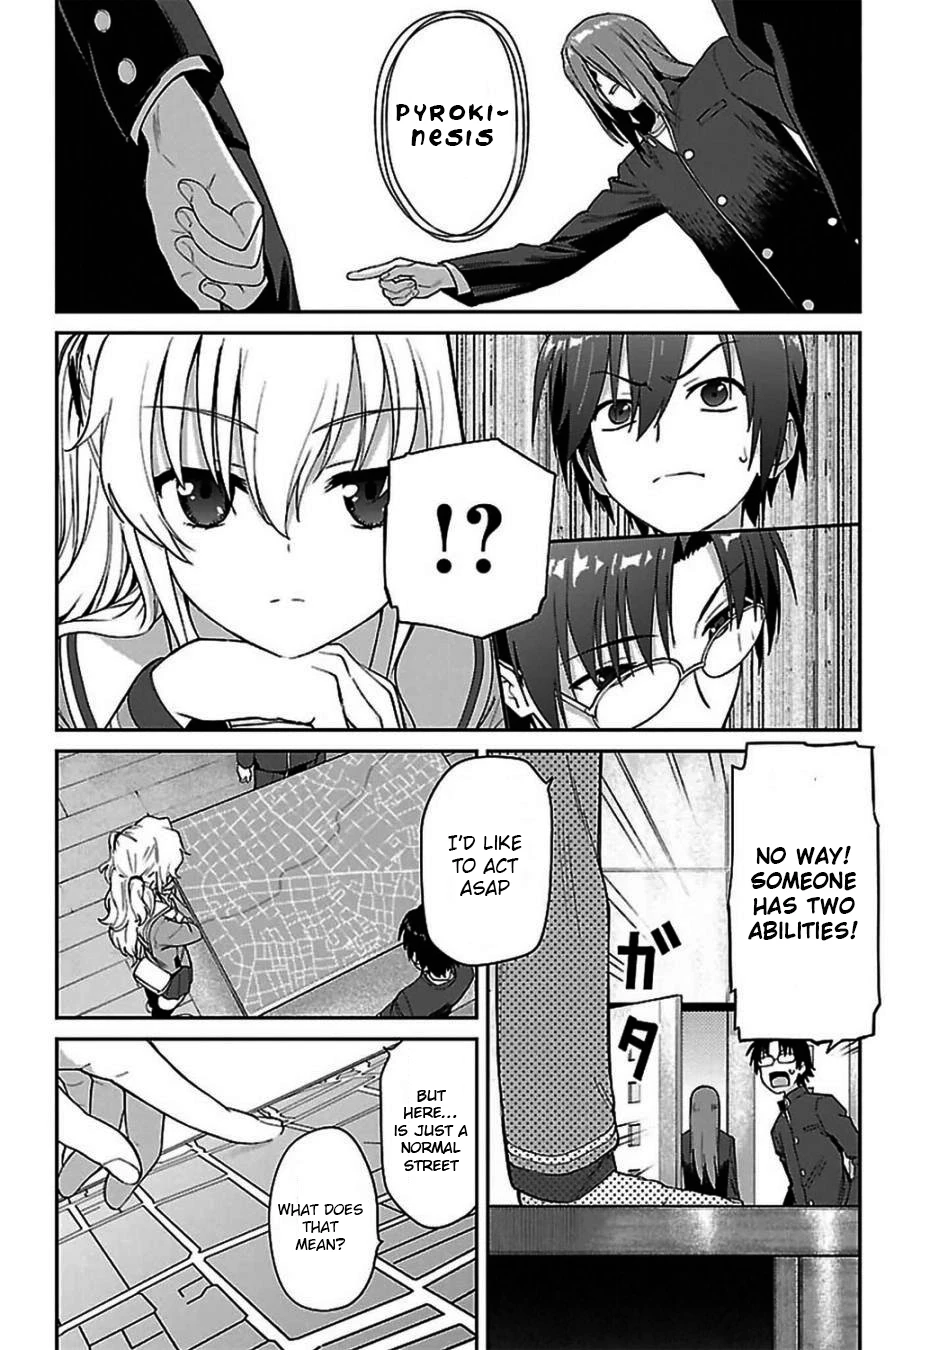 PYROKI-
NESIS
!?
NO WAY!
SOMEONE
HAS TWO
ABILITIES!
ガタ
I'D LIKE
TO ACT
ASAP
BUT
HERE...
IS JUST A
NORMAL
STREET
WHAT DOES
THAT
MEAN?